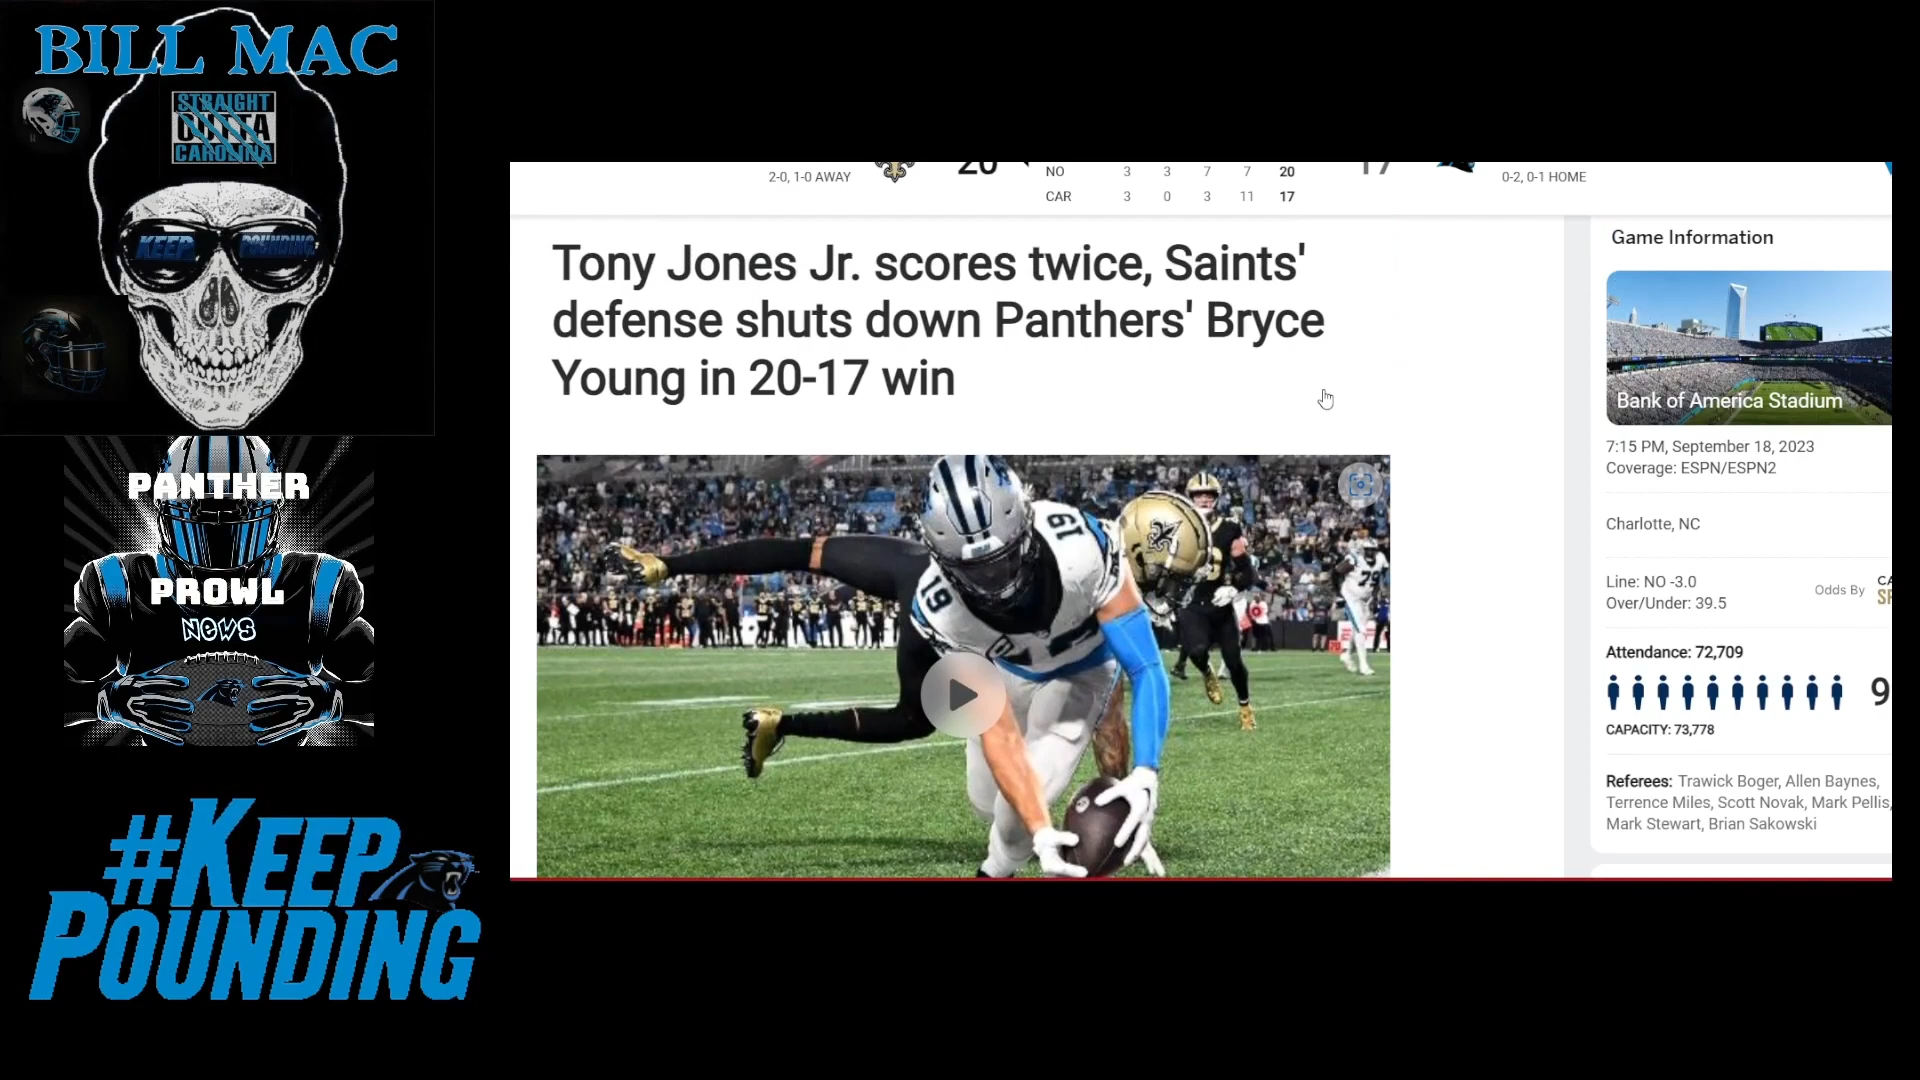 BILL MAC
STRAIGHT
OUTTA
CAROLINA
KEEP POUNDING
PANTHER
PROWL
NEWS
#KEEP
POUNDING
2-0, 1-0 AWAY
20
NO 3 3 7 7 20
CAR 3 0 3 11 17
17
0-2, 0-1 HOME
Tony Jones Jr. scores twice, Saints'
defense shuts down Panthers' Bryce
Young in 20-17 win
19
19
79
Game Information
Bank of America Stadium
7:15 PM, September 18, 2023
Coverage: ESPN/ESPN2
Charlotte, NC
Line: NO -3.0
Over/Under: 39.5
Odds By
Attendance: 72,709
9
CAPACITY: 73,778
Referees: Trawick Boger, Allen Baynes,
Terrence Miles, Scott Novak, Mark Pellis,
Mark Stewart, Brian Sakowski